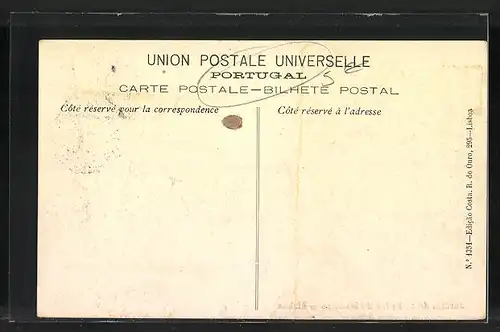 UNION POSTALE UNIVERSELLE
PORTUGAL
CARTE POSTALE—BILHETE POSTAL
Côté réservé pour la correspondence
Côté réservé à l'adresse
N.º 1351—Edição Costa, R. do Ouro, 295—Lisboa